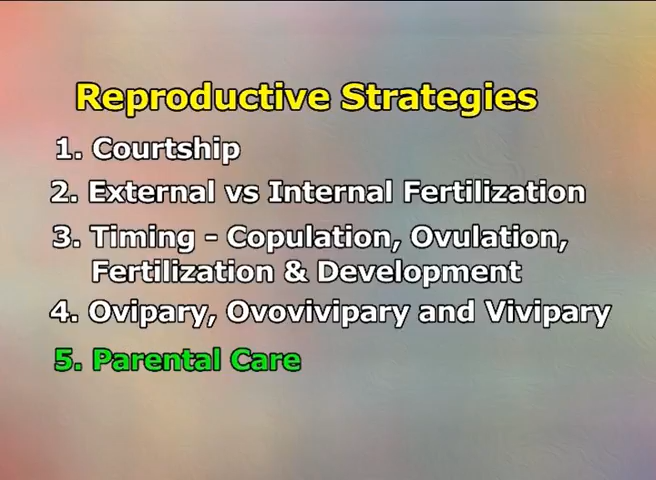 Reproductive Strategies
1. Courtship
2. External vs Internal Fertilization
3. Timing - Copulation, Ovulation,
Fertilization & Development
4. Ovipary, Ovovivipary and Vivipary
5. Parental Care